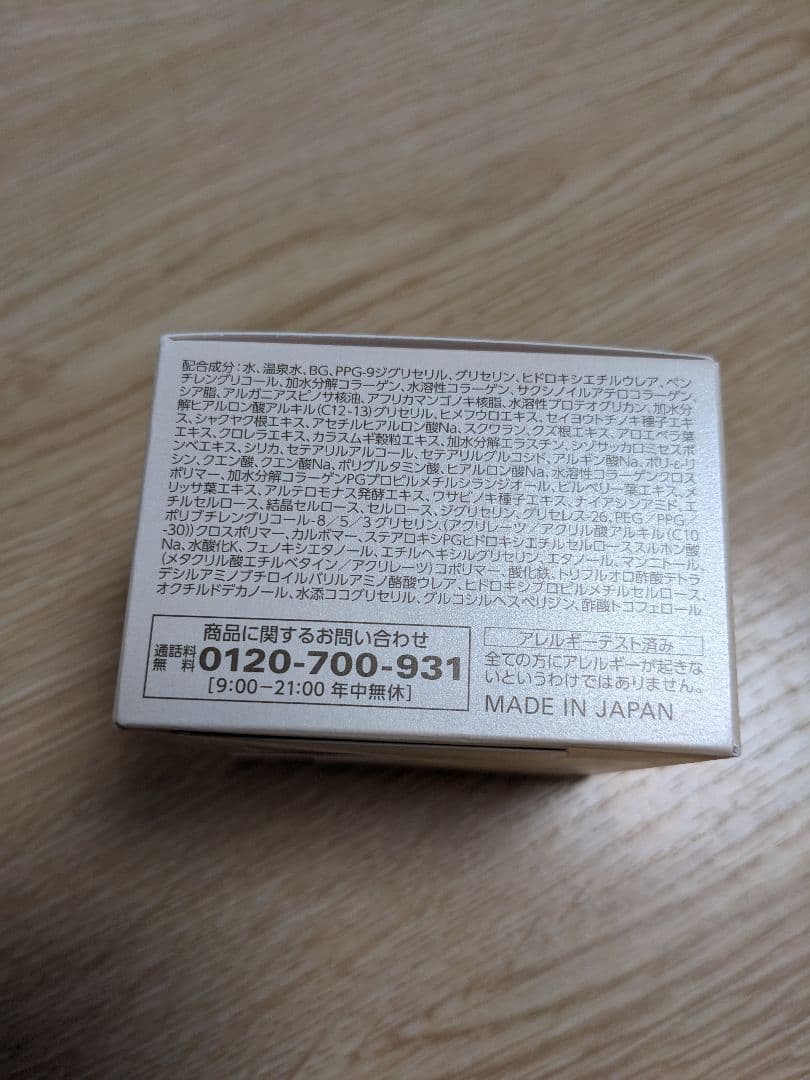 配合成分：水、温泉水、BG、PPG-9ジグリセリル、グリセリン、ヒドロキシエチルウレア、ペン
チレングリコール、加水分解コラーゲン、水溶性コラーゲン、サクシノイルアテロコラーゲン、
シア脂、アルガニアスピノサ核油、アフリカマンゴノキ核脂、水溶性プロテオグリカン、加水分
解ヒアルロン酸アルキル(C12-13)グリセリル、ヒメフウロエキス、セイヨウトチノキ種子エキ
ス、シャクヤク根エキス、アセチルヒアルロン酸Na、スクワラン、クズ根エキス、アロエベラ葉
エキス、クロレラエキス、カラスムギ穀粒エキス、加水分解エラスチン、シゾサッカロミセスポ
ンベエキス、シリカ、セテアリルアルコール、セテアリルグルコシド、アルギン酸Na、ポリ-ε-リ
シン、クエン酸、クエン酸Na、ポリグルタミン酸、ヒアルロン酸Na、水溶性コラーゲンクロス
ポリマー、加水分解コラーゲンPGプロピルメチルシランジオール、ビルベリー葉エキス、メ
リッサ葉エキス、アルテロモナス発酵エキス、ワサビノキ種子エキス、ナイアシンアミド、エ
チルセルロース、結晶セルロース、セルロース、ジグリセリン、グリセレス-26、PEG／PPG／
ポリブチレングリコール-8／5／3グリセリン、(アクリレーツ／アクリル酸アルキル(C10
-30))クロスポリマー、カルボマー、ステアロキシPGヒドロキシエチルセルローススルホン酸
Na、水酸化K、フェノキシエタノール、エチルヘキシルグリセリン、エタノール、マンニトール、
(メタクリル酸エチルベタイン／アクリレーツ)コポリマー、酸化鉄、トリフルオロ酢酸テトラ
デシルアミノブチロイルバリルアミノ酪酸ウレア、ヒドロキシプロピルメチルセルロース、
オクチルドデカノール、水添ココグリセリル、グルコシルヘスペリジン、酢酸トコフェロール
商品に関するお問い合わせ
通話料
無 料 0120-700-931
[9:00－21:00 年中無休]
アレルギーテスト済み
全ての方にアレルギーが起きな
いというわけではありません。
MADE IN JAPAN